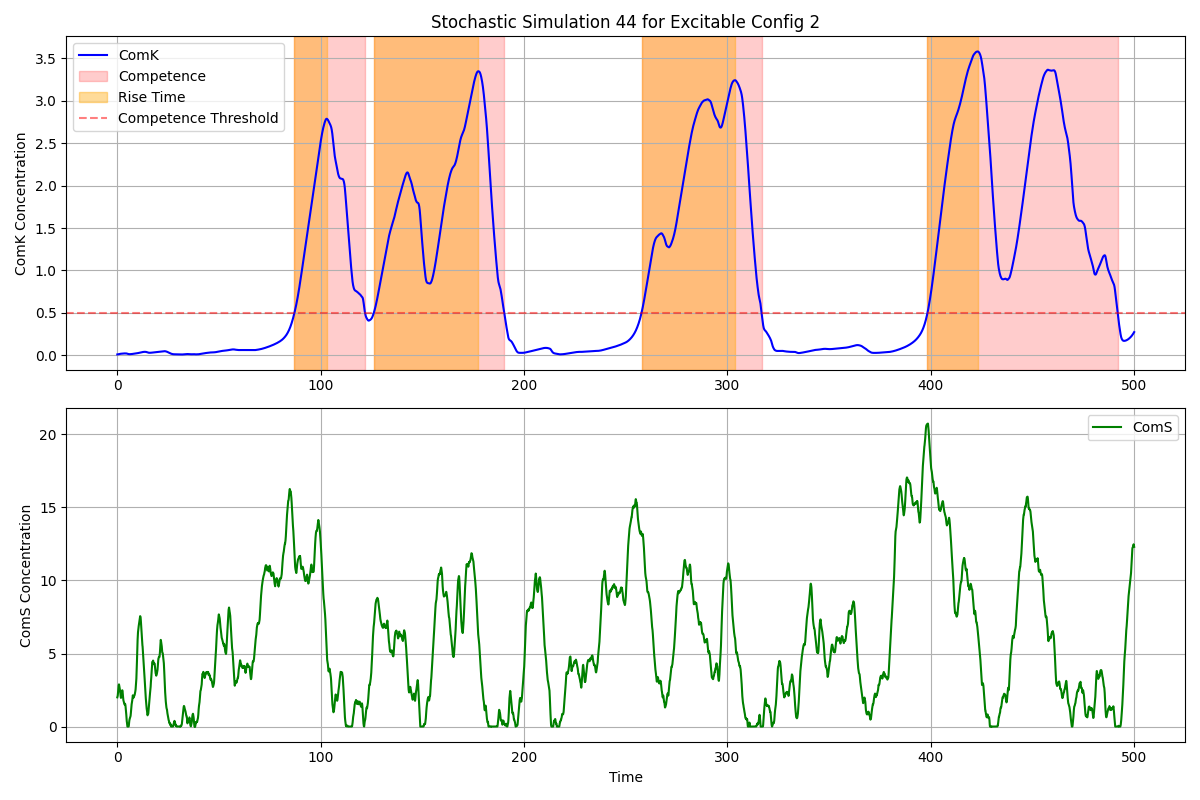 Stochastic Simulation 44 for Excitable Config 2
ComK
Competence
Rise Time
Competence Threshold
ComK Concentration
3.5
3.0
2.5
2.0
1.5
1.0
0.5
0.0
0 100 200 300 400 500
ComS
ComS Concentration
20
15
10
5
0
0 100 200 300 400 500
Time